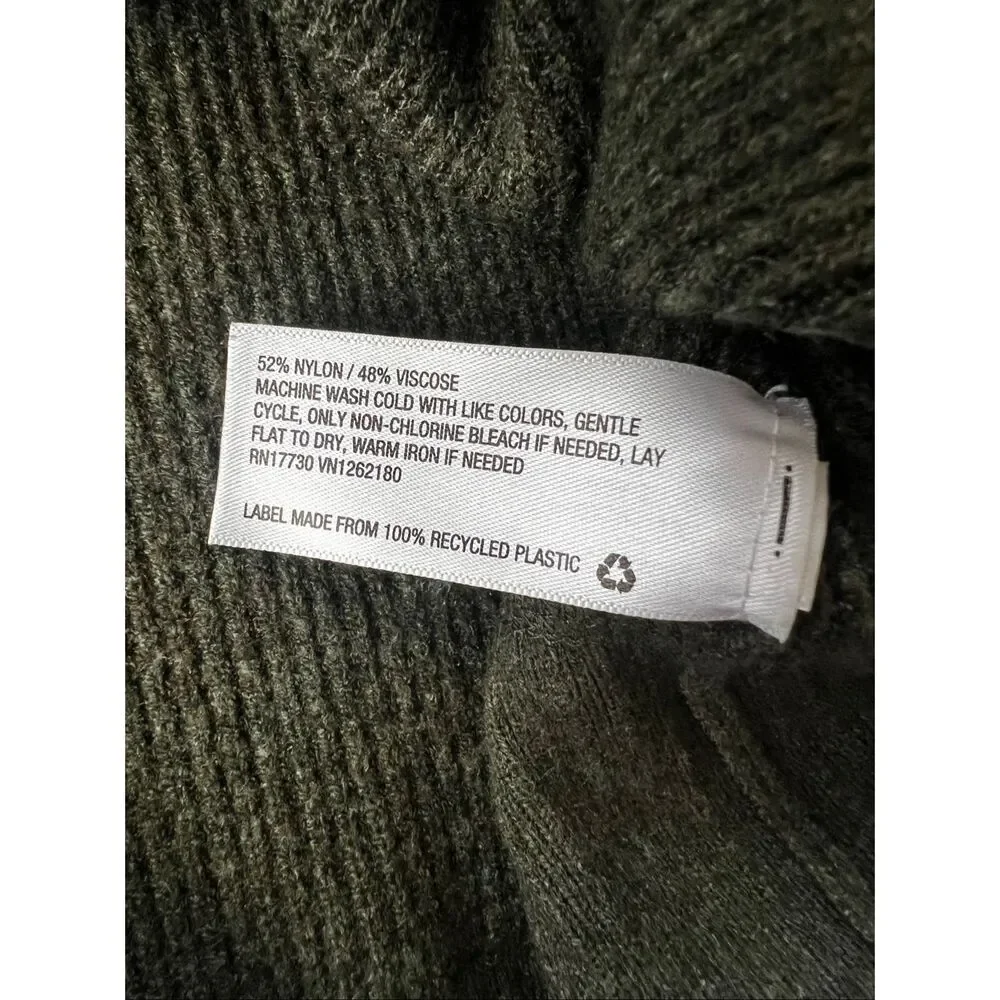 52% NYLON / 48% VISCOSE
MACHINE WASH COLD WITH LIKE COLORS, GENTLE
CYCLE, ONLY NON-CHLORINE BLEACH IF NEEDED, LAY
FLAT TO DRY, WARM IRON IF NEEDED
RN17730 VN1262180
LABEL MADE FROM 100% RECYCLED PLASTIC